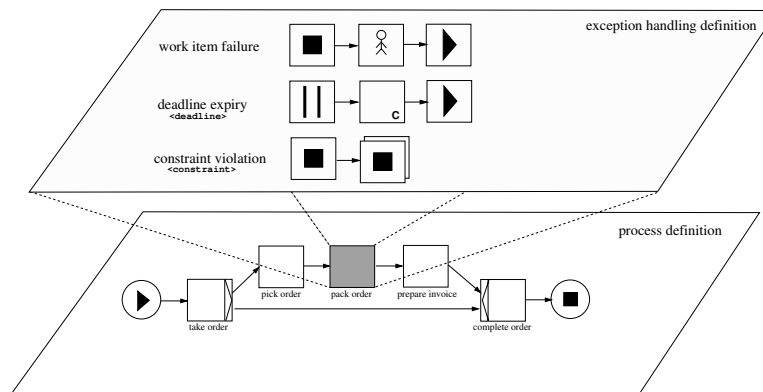 exception handling definition
work item failure
deadline expiry
<deadline>
C
constraint violation
<constraint>
process definition
pick order
pack order
prepare invoice
take order
complete order